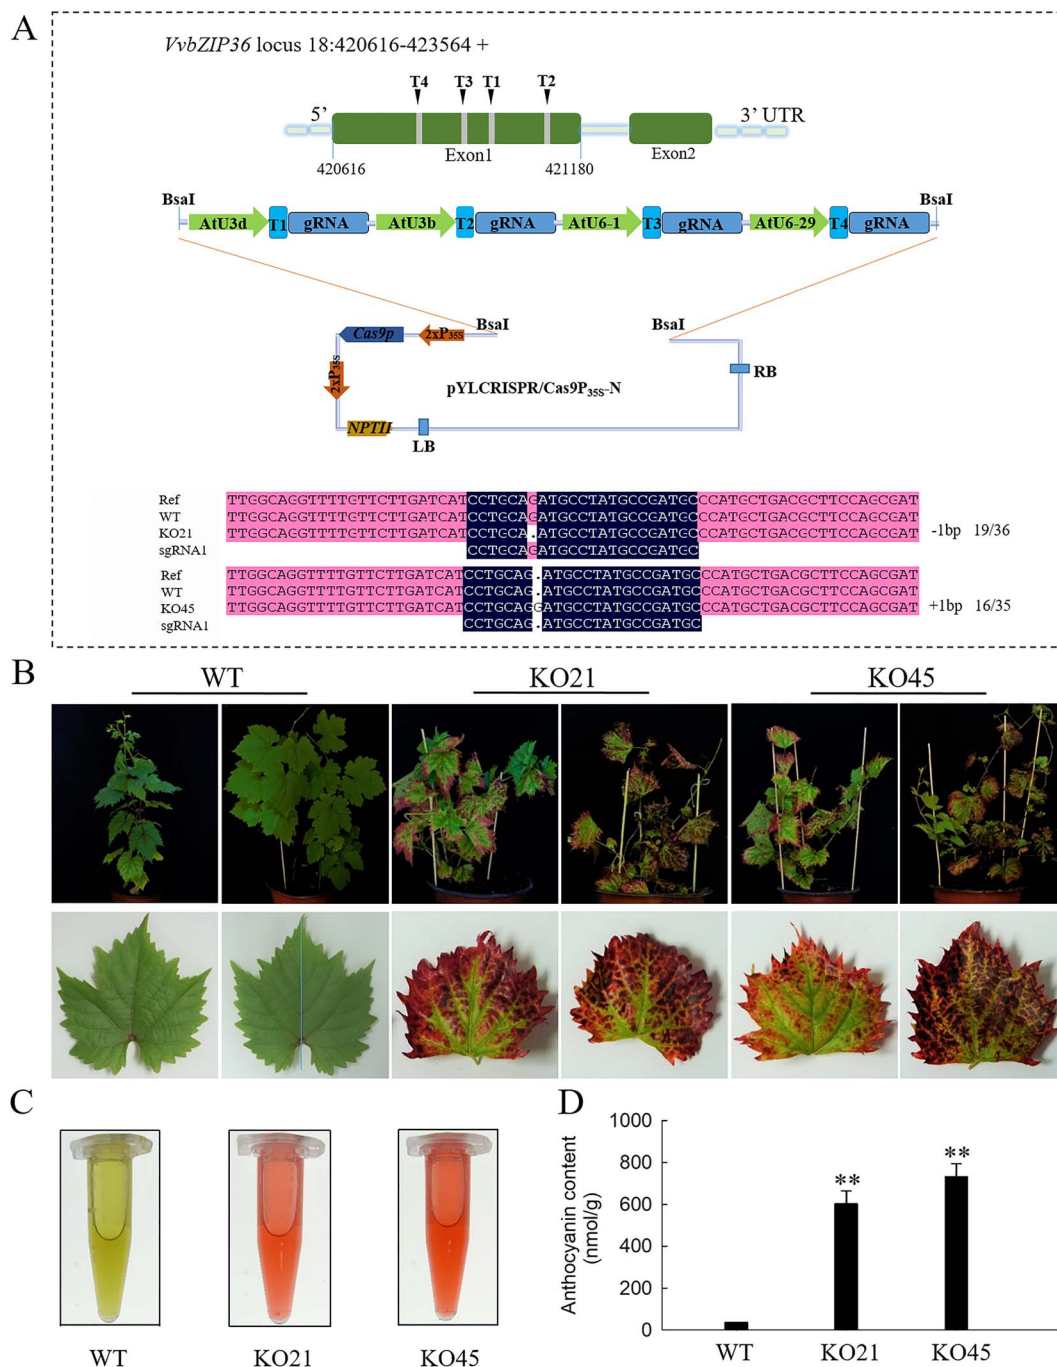 A
VvbZIP36 locus 18:420616-423564 +
T4 T3 T1 T2
5’ 3’ UTR
Exon1 Exon2
420616 421180
BsaI BsaI
AtU3d T1 gRNA AtU3b T2 gRNA AtU6-1 T3 gRNA AtU6-29 T4 gRNA
BsaI BsaI
Cas9p 2xP35S
2xP35S
RB
pYLCRISPR/Cas9P35S-N
NPTII
LB
Ref TTGGCAGGTTTTGTTCTTGATCATCCTGCAGATGCCTATGCCGATGCCCATGCTGACGCTTCCAGCGAT
WT TTGGCAGGTTTTGTTCTTGATCATCCTGCAGATGCCTATGCCGATGCCCATGCTGACGCTTCCAGCGAT
KO21 TTGGCAGGTTTTGTTCTTGATCATCCTGCA.ATGCCTATGCCGATGCCCATGCTGACGCTTCCAGCGAT -1bp 19/36
sgRNA1 CCTGCAGATGCCTATGCCGATGC
Ref TTGGCAGGTTTTGTTCTTGATCATCCTGCAG.ATGCCTATGCCGATGCCCATGCTGACGCTTCCAGCGAT
WT TTGGCAGGTTTTGTTCTTGATCATCCTGCAG.ATGCCTATGCCGATGCCCATGCTGACGCTTCCAGCGAT
KO45 TTGGCAGGTTTTGTTCTTGATCATCCTGCAGGATGCCTATGCCGATGCCCATGCTGACGCTTCCAGCGAT +1bp 16/35
sgRNA1 CCTGCAG.ATGCCTATGCCGATGC
B
WT KO21 KO45
C
WT KO21 KO45
D
Anthocyanin content
(nmol/g)
1000
800
600
400
200
0
** **
WT KO21 KO45